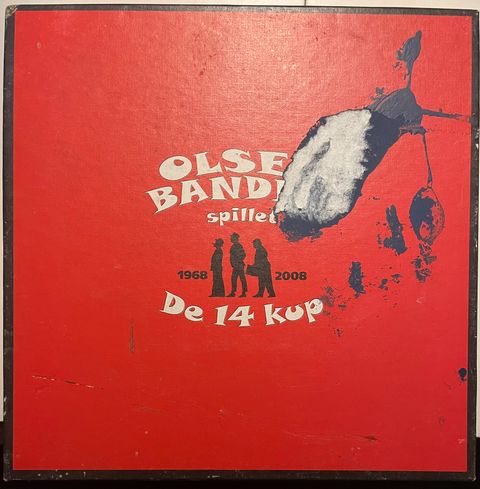 OLSE
BAND
spillet
1968 2008
De 14 kup